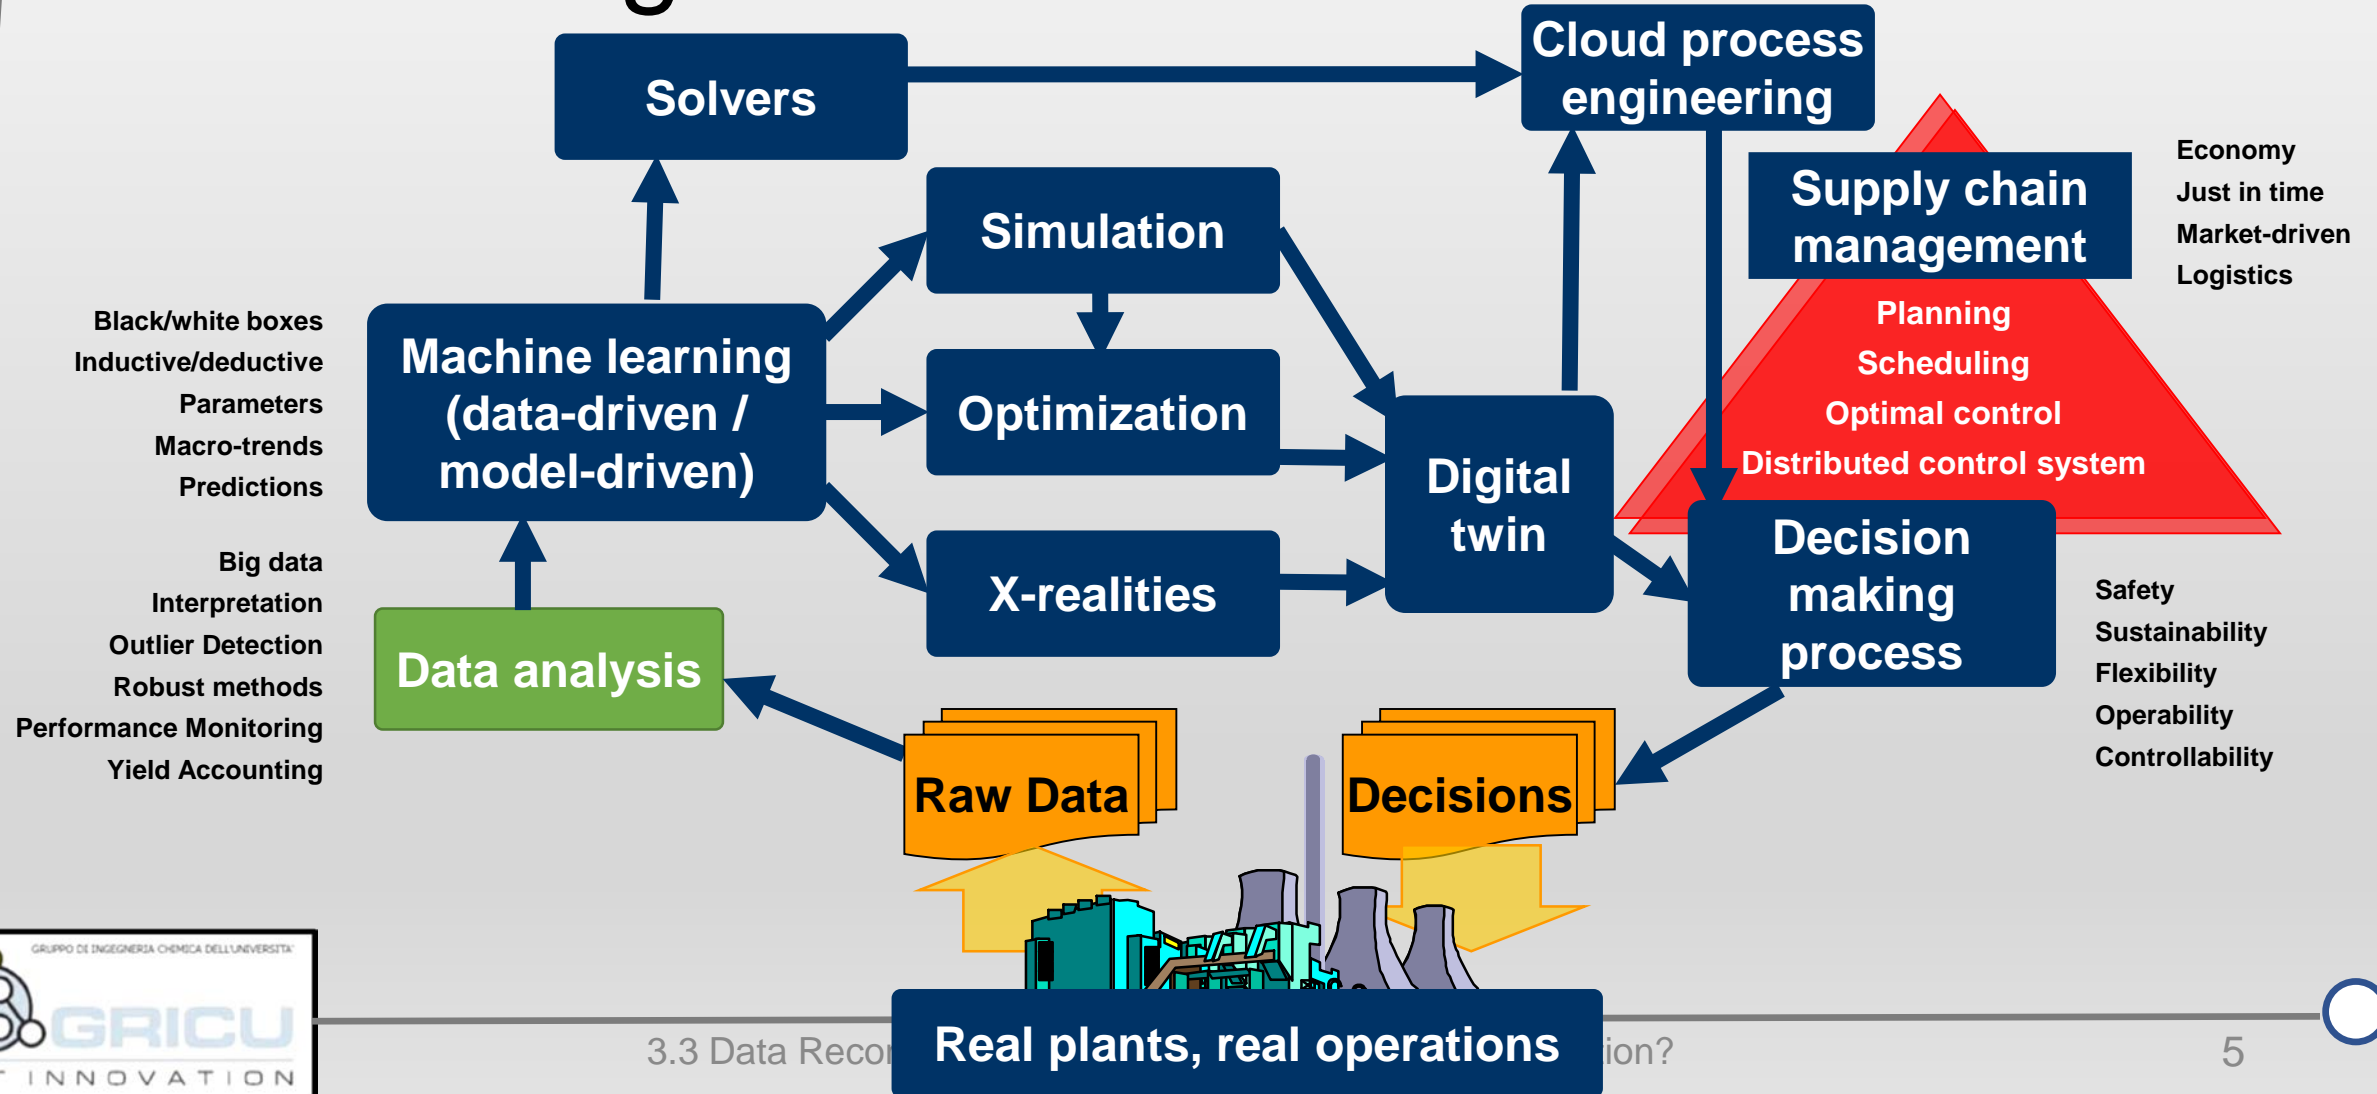 Solvers
Cloud process
engineering
Supply chain
management
Economy
Just in time
Market-driven
Logistics
Simulation
Planning
Scheduling
Optimal control
Distributed control system
Black/white boxes
Inductive/deductive
Parameters
Macro-trends
Predictions
Machine learning
(data-driven /
model-driven)
Optimization
Digital
twin
Decision
making
process
Big data
Interpretation
Outlier Detection
Robust methods
Performance Monitoring
Yield Accounting
Data analysis
X-realities
Safety
Sustainability
Flexibility
Operability
Controllability
Raw Data
Decisions
GRUPPO DI INGEGNERIA CHIMICA DELL'UNIVERSITA'
GRICU
INNOVATION
3.3 Data
Real plants, real operations
5